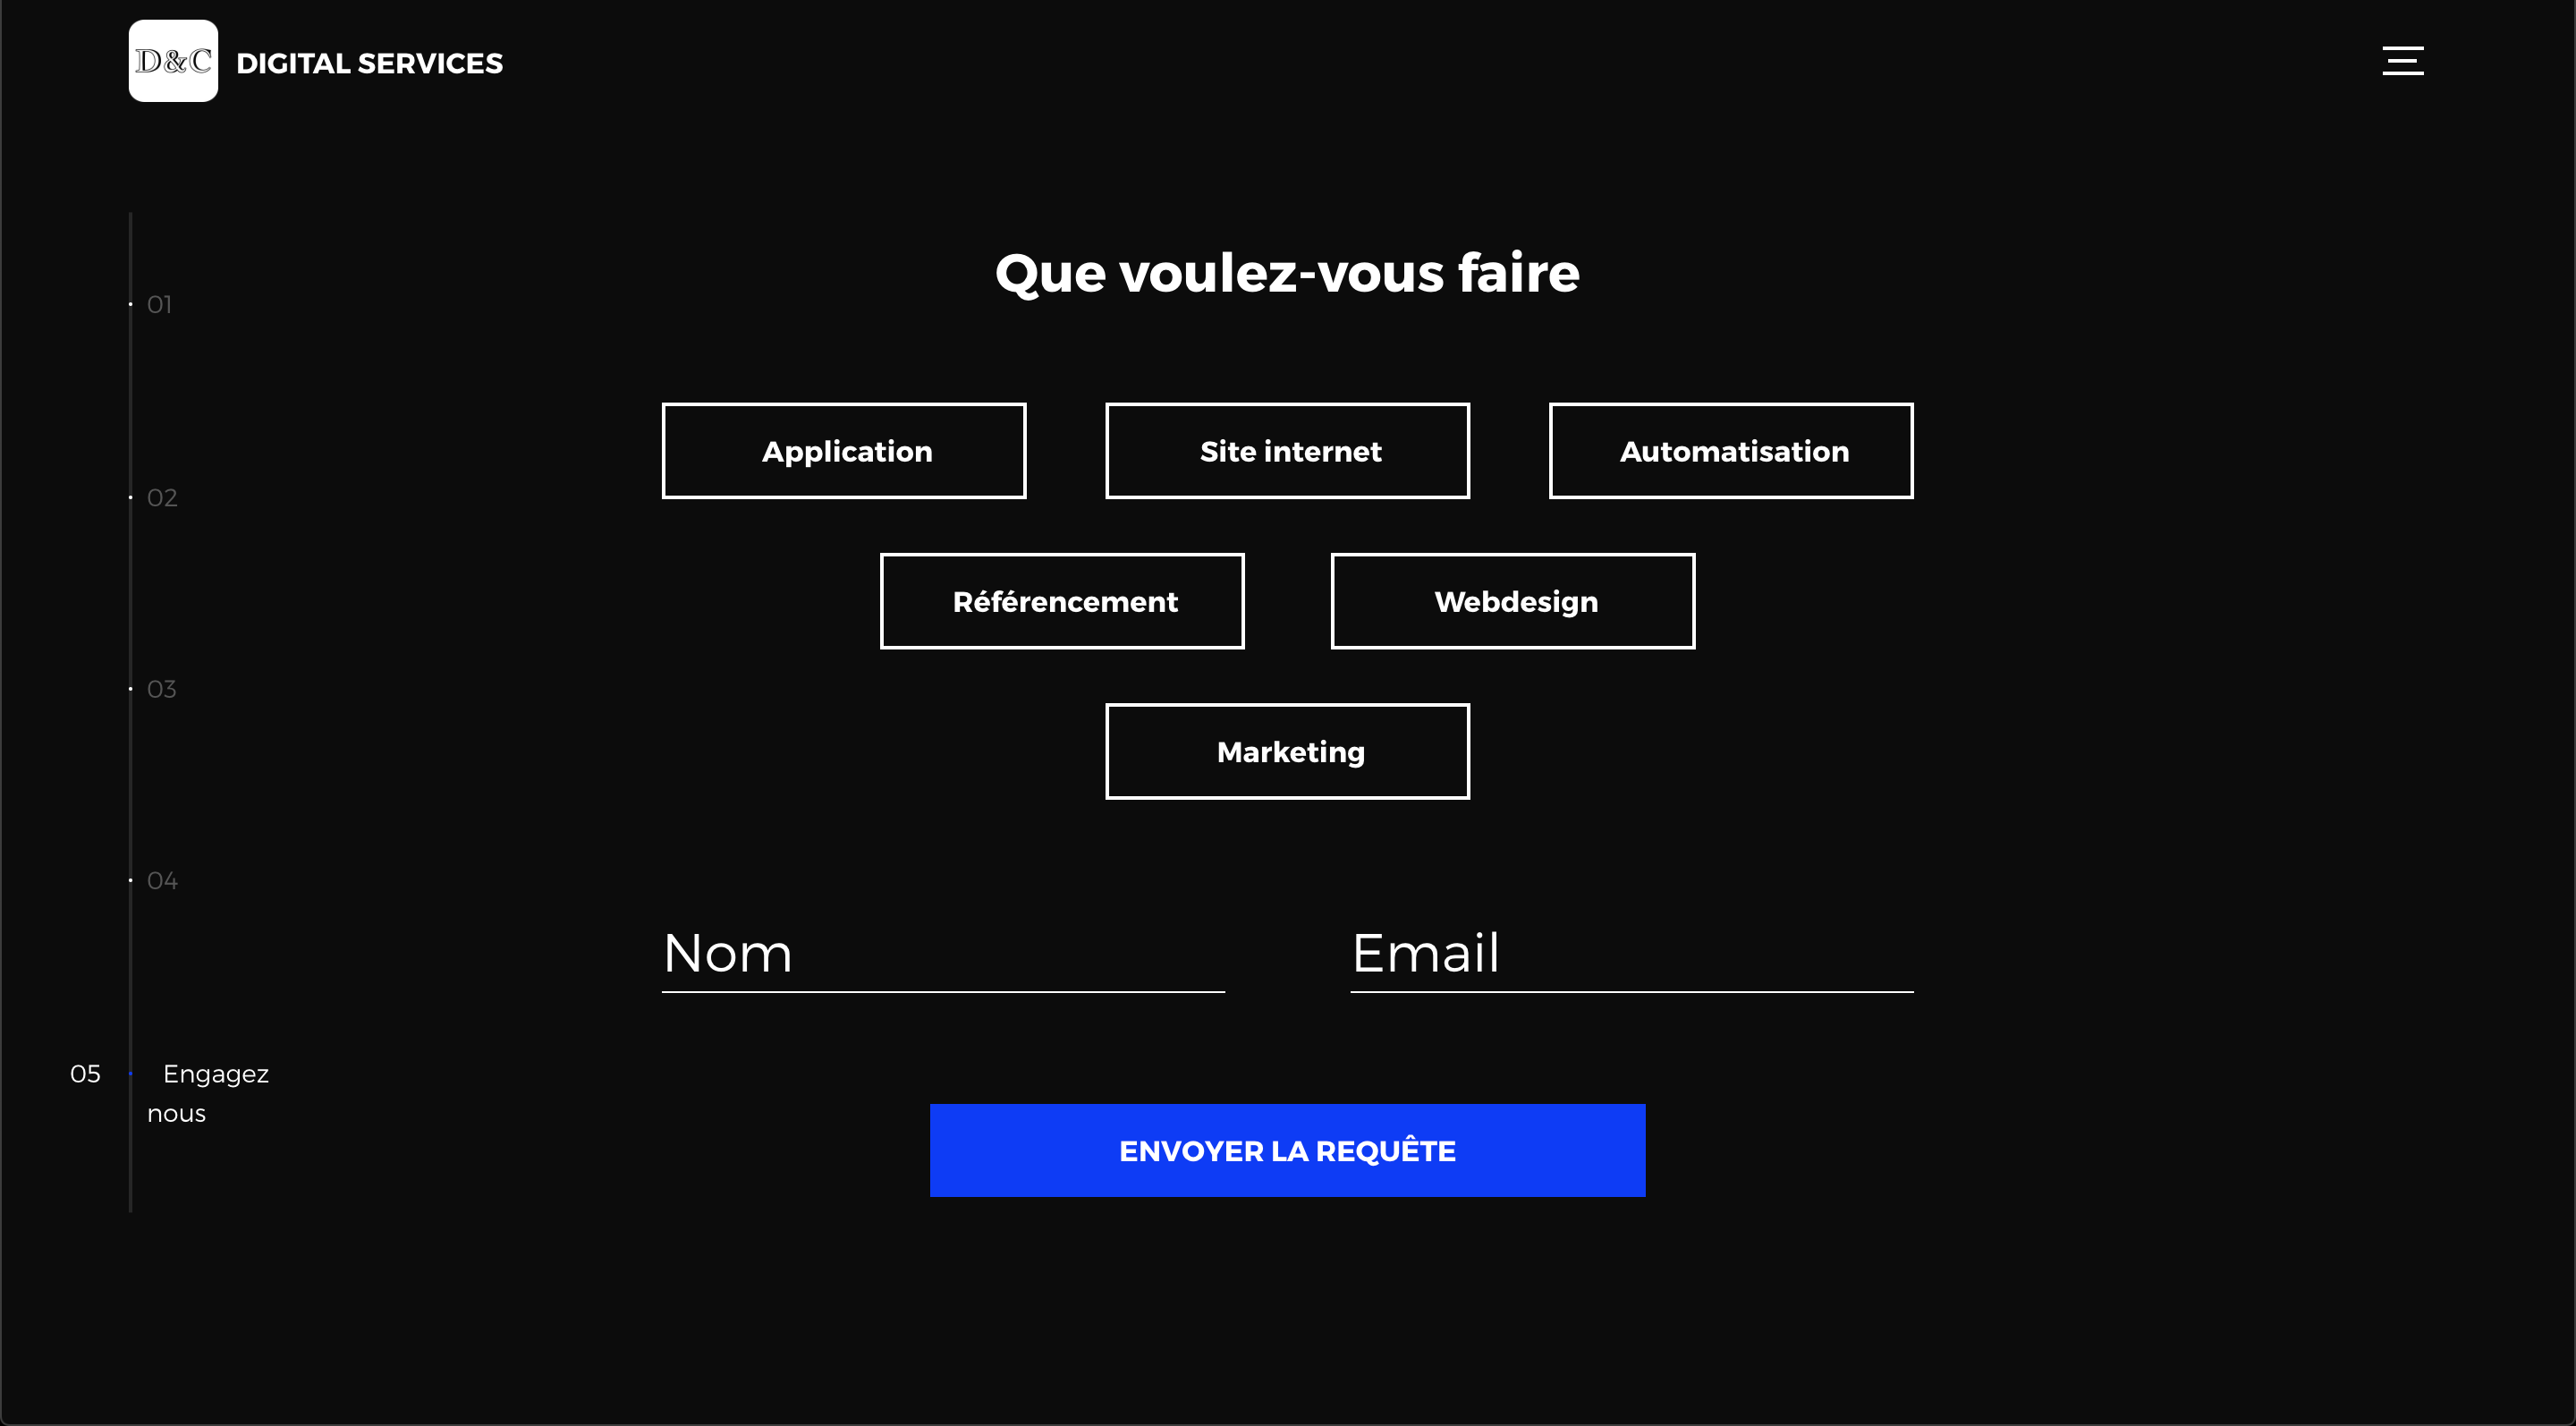 D&C
DIGITAL SERVICES
Que voulez-vous faire
01
Application
Site internet
Automatisation
02
Référencement
Webdesign
03
Marketing
04
Nom
Email
05 Engagez
nous
ENVOYER LA REQUÊTE